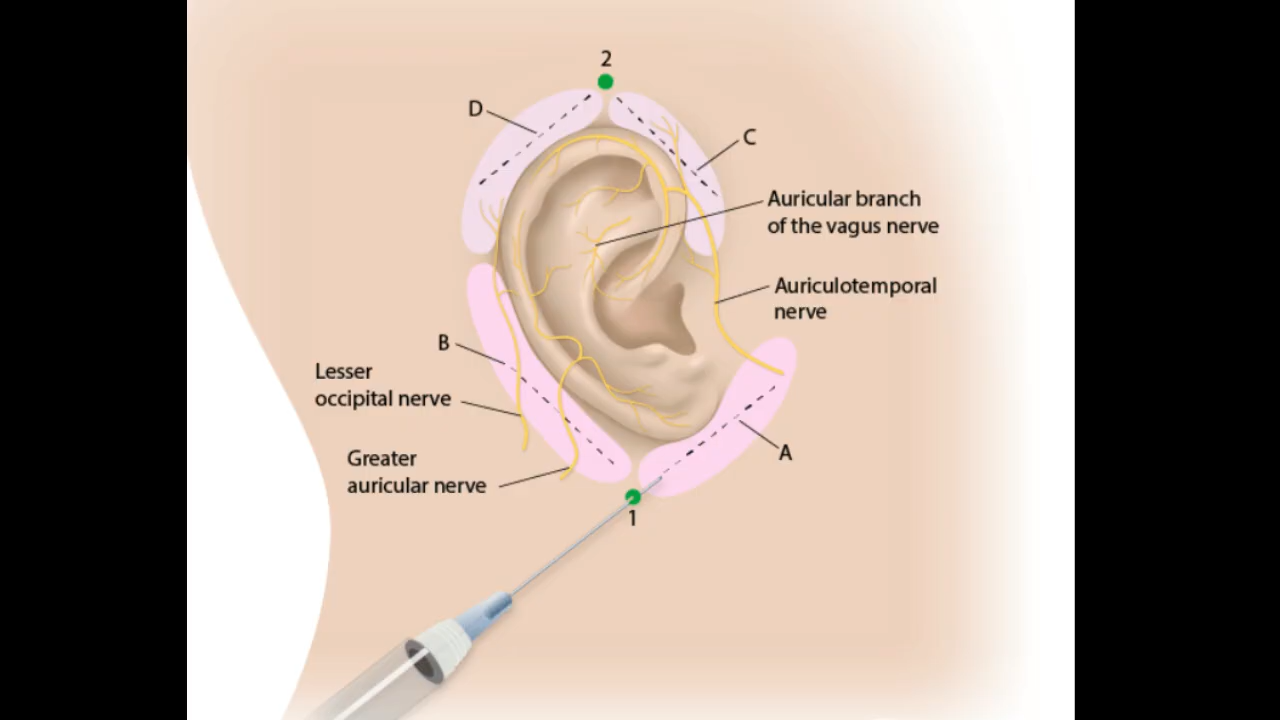 2
D
C
Auricular branch
of the vagus nerve
Auriculotemporal
nerve
B
Lesser
occipital nerve
A
Greater
auricular nerve
1